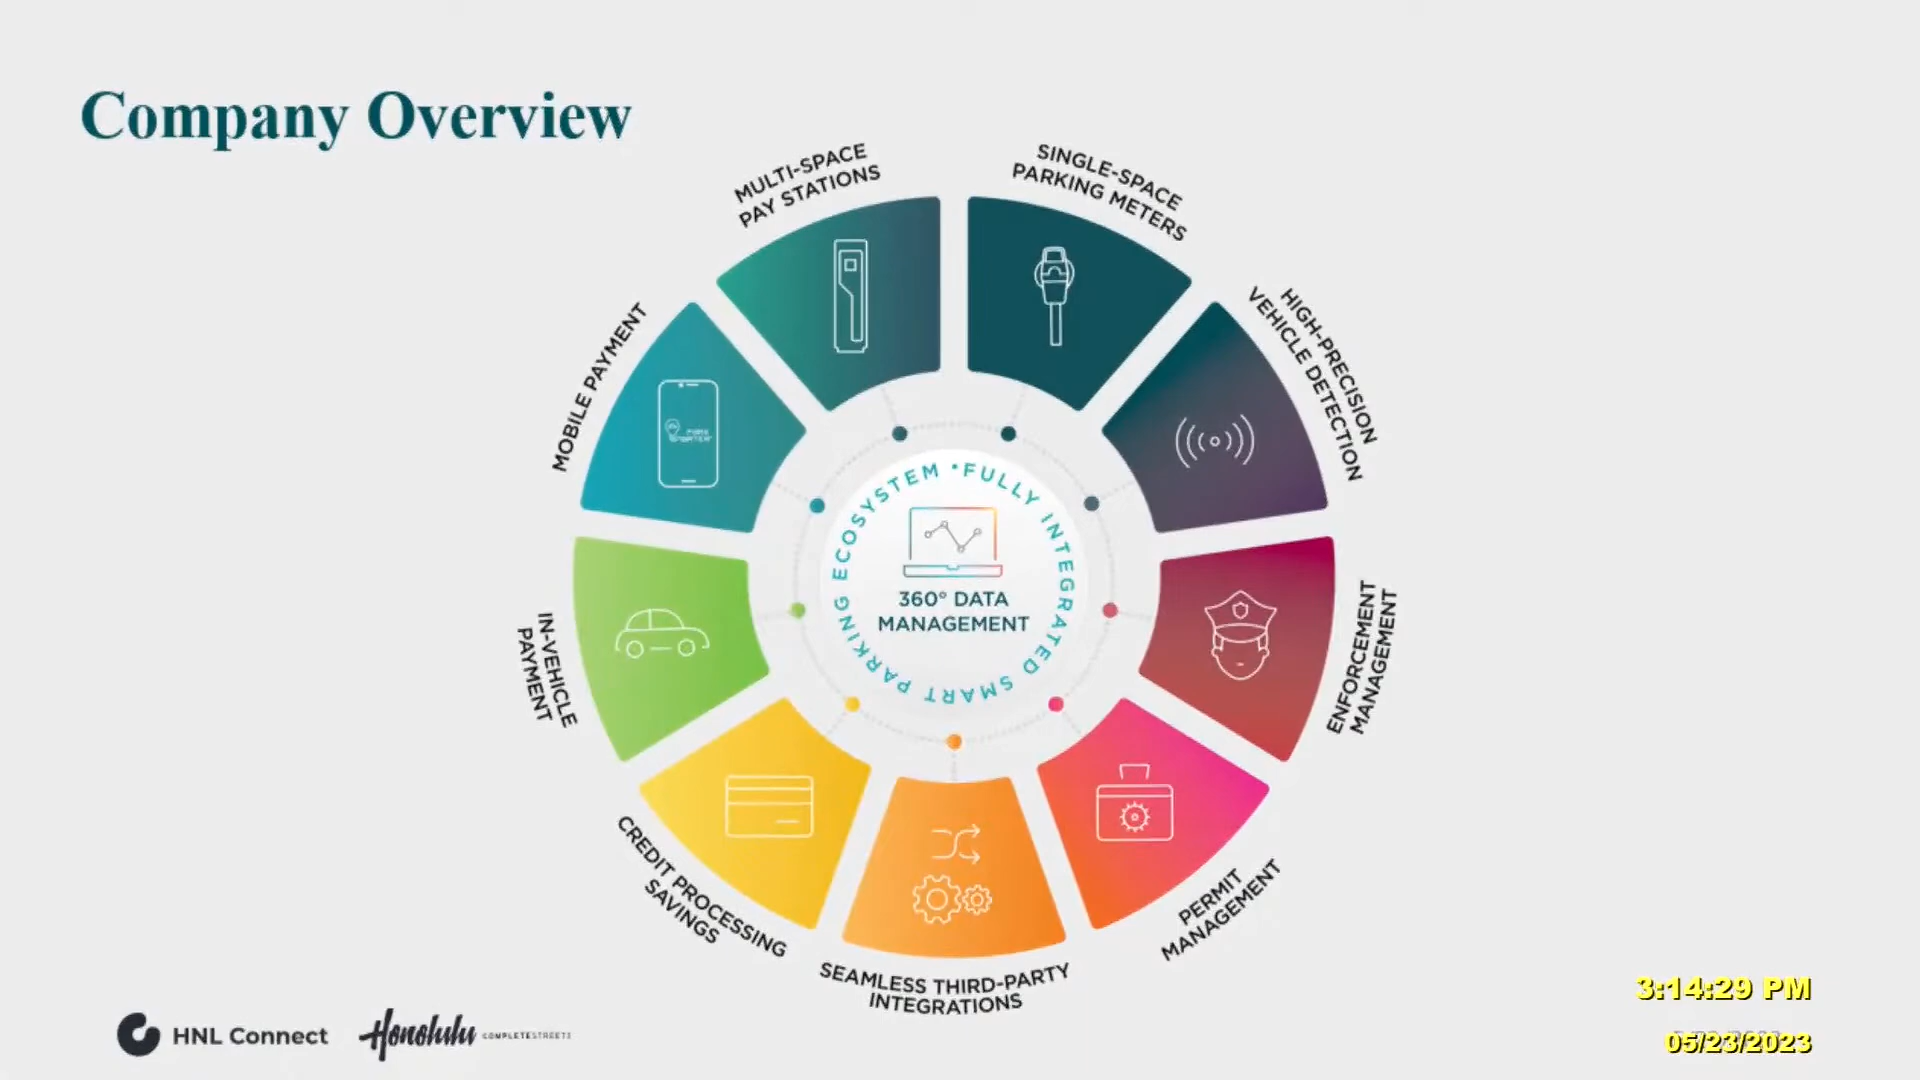 Company Overview
MULTI-SPACE
PAY STATIONS
SINGLE-SPACE
PARKING METERS
HIGH-PRECISION
VEHICLE DETECTION
MOBILE PAYMENT
ENFORCEMENT
MANAGEMENT
IN-VEHICLE
PAYMENT
PERMIT
MANAGEMENT
CREDIT PROCESSING
SAVINGS
SEAMLESS THIRD-PARTY
INTEGRATIONS
• FULLY INTEGRATED SMART PARKING ECOSYSTEM
360° DATA
MANAGEMENT
HNL Connect
Honolulu COMPLETE STREETS
3:14:29 PM
05/23/2023